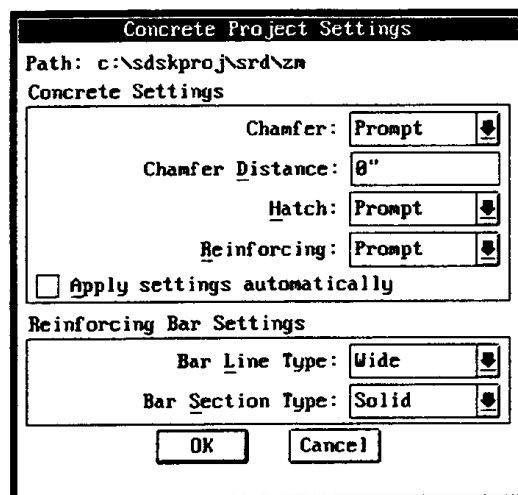 Concrete Project Settings
Path: c:\sdskproj\srd\zm
Concrete Settings
Chamfer: Prompt
Chamfer Distance: 0"
Hatch: Prompt
Reinforcing: Prompt
Apply settings automatically
Reinforcing Bar Settings
Bar Line Type: Wide
Bar Section Type: Solid
OK Cancel